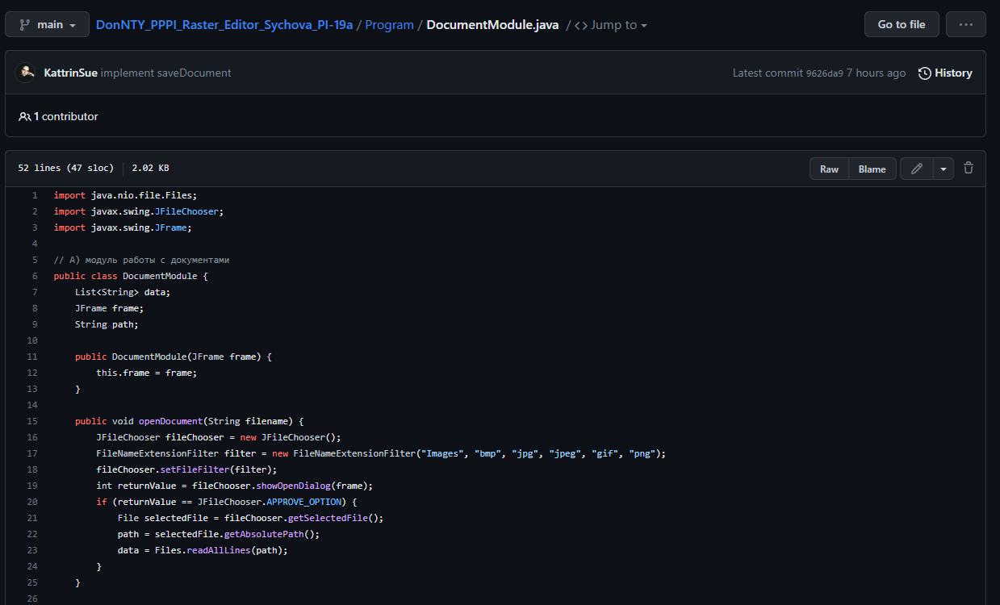 main
DonNTY_PPPI_Raster_Editor_Sychova_PI-19a / Program / DocumentModule.java / <> Jump to
Go to file
...
KattrinSue implement saveDocument
Latest commit 9626da9 7 hours ago
History
1 contributor
52 lines (47 sloc) | 2.02 KB
Raw
Blame
1 import java.nio.file.Files;
2 import javax.swing.JFileChooser;
3 import javax.swing.JFrame;
4
5 // А) модуль работы с документами
6 public class DocumentModule {
7     List<String> data;
8     JFrame frame;
9     String path;
10
11     public DocumentModule(JFrame frame) {
12         this.frame = frame;
13     }
14
15     public void openDocument(String filename) {
16         JFileChooser fileChooser = new JFileChooser();
17         FileNameExtensionFilter filter = new FileNameExtensionFilter("Images", "bmp", "jpg", "jpeg", "gif", "png");
18         fileChooser.setFileFilter(filter);
19         int returnValue = fileChooser.showOpenDialog(frame);
20         if (returnValue == JFileChooser.APPROVE_OPTION) {
21             File selectedFile = fileChooser.getSelectedFile();
22             path = selectedFile.getAbsolutePath();
23             data = Files.readAllLines(path);
24         }
25     }
26